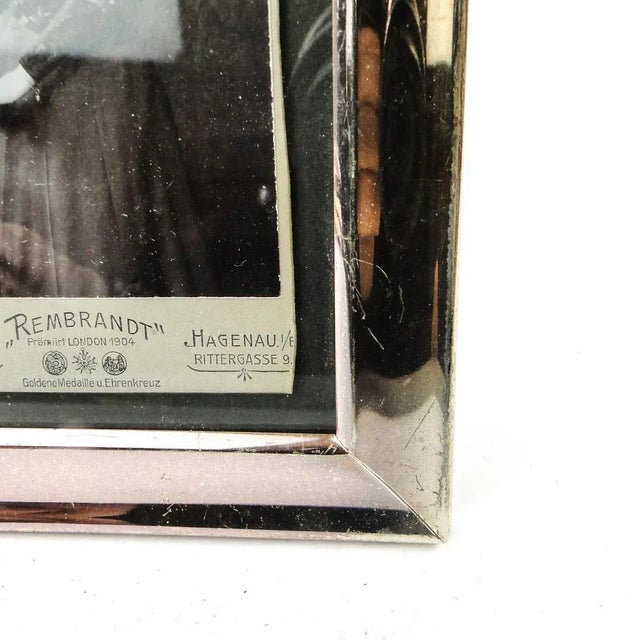 „REMBRANDT"
Prämiirt LONDON 1904
Goldene Medaille u. Ehrenkreuz
HAGENAU. I/E
RITTERGASSE 9.